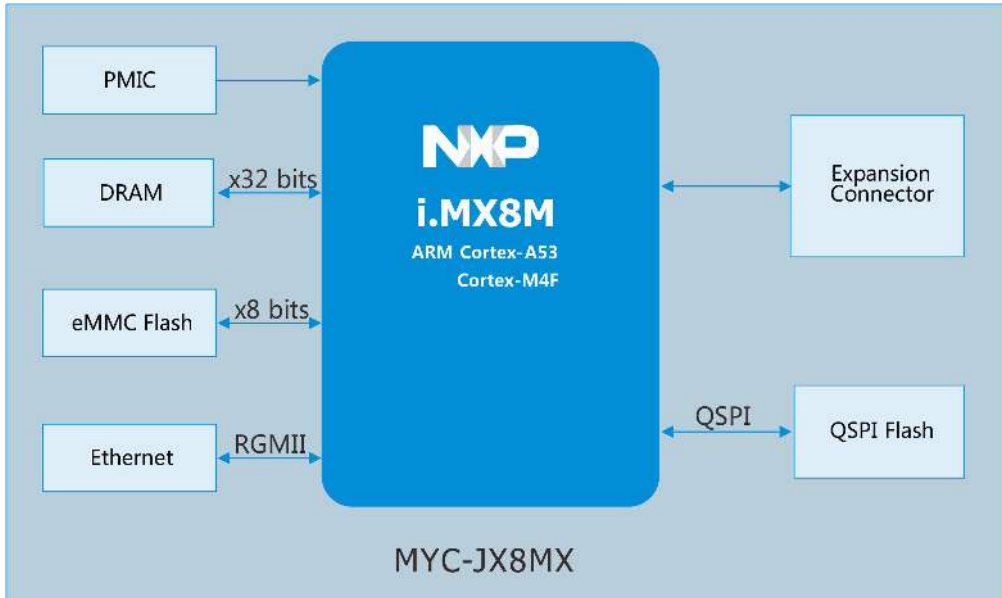 PMIC
DRAM
x32 bits
eMMC Flash
x8 bits
Ethernet
RGMII
NXP
i.MX8M
ARM Cortex-A53
Cortex-M4F
Expansion
Connector
QSPI
QSPI Flash
MYC-JX8MX